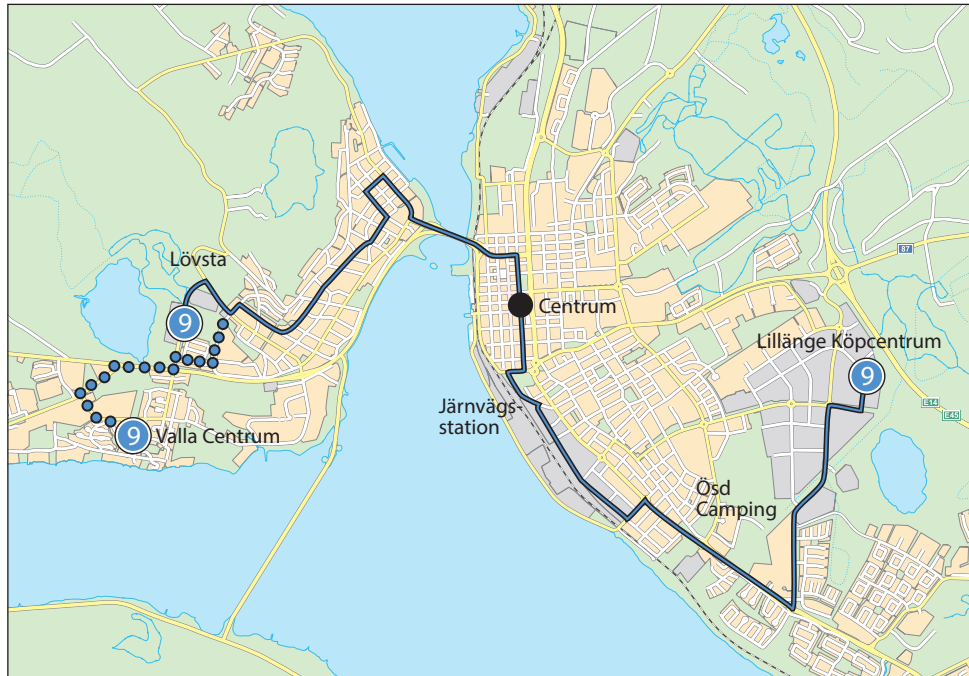 Lövsta
87
9
Centrum
Lillänge Köpcentrum
9
E14
E45
Järnvägs-
station
9
Valla Centrum
Ösd
Camping